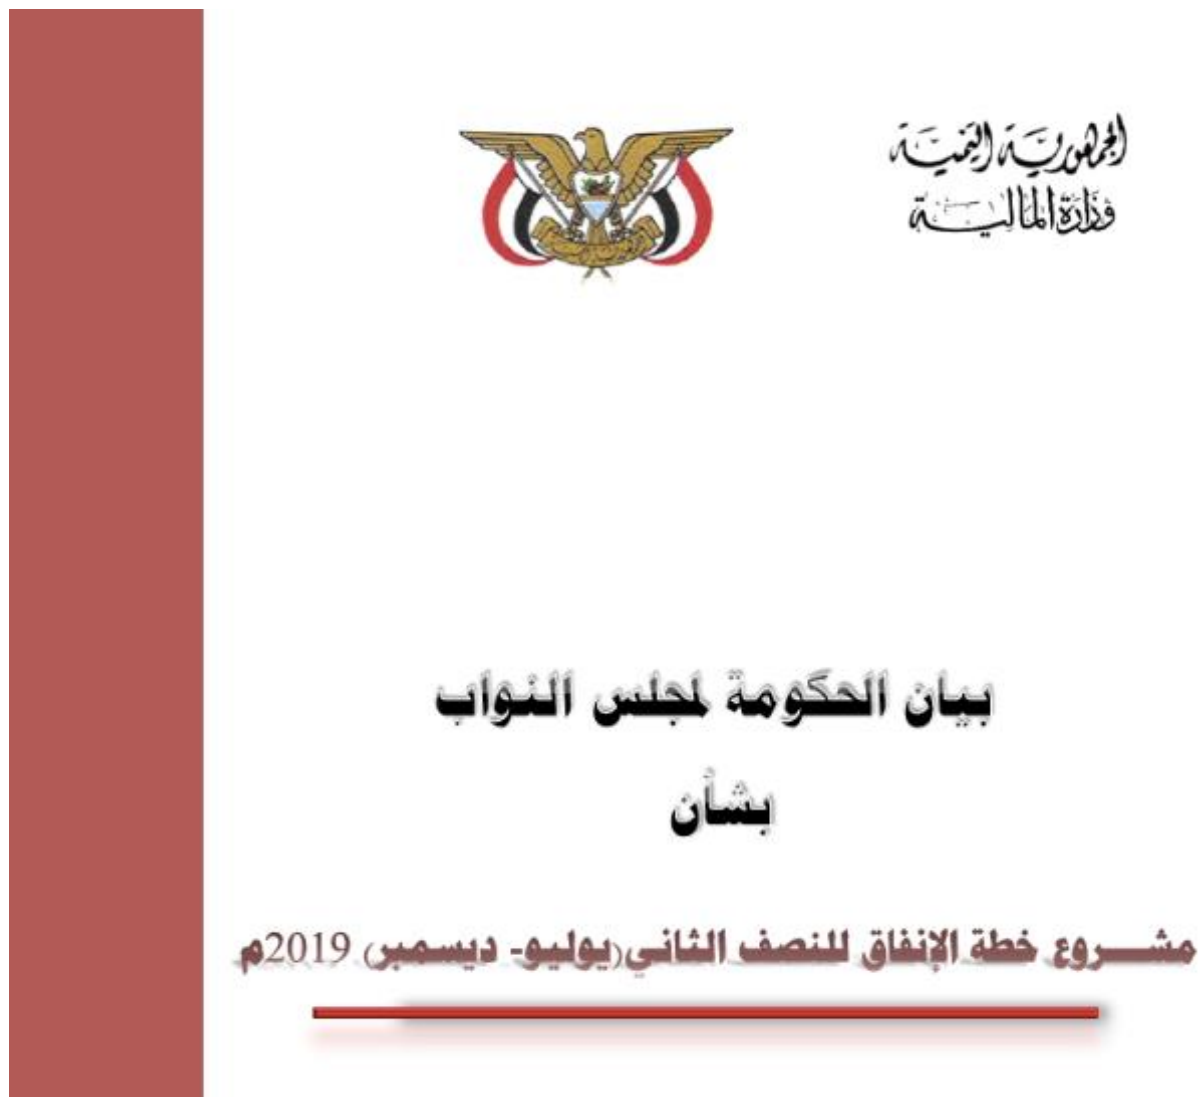 الجمهورية اليمنية
وزارة المالية
بيان الحكومة لمجلس النواب
بشأن
مشـــروع خطة الإنفاق للنصف الثاني(يوليو- ديسمبر) 2019م